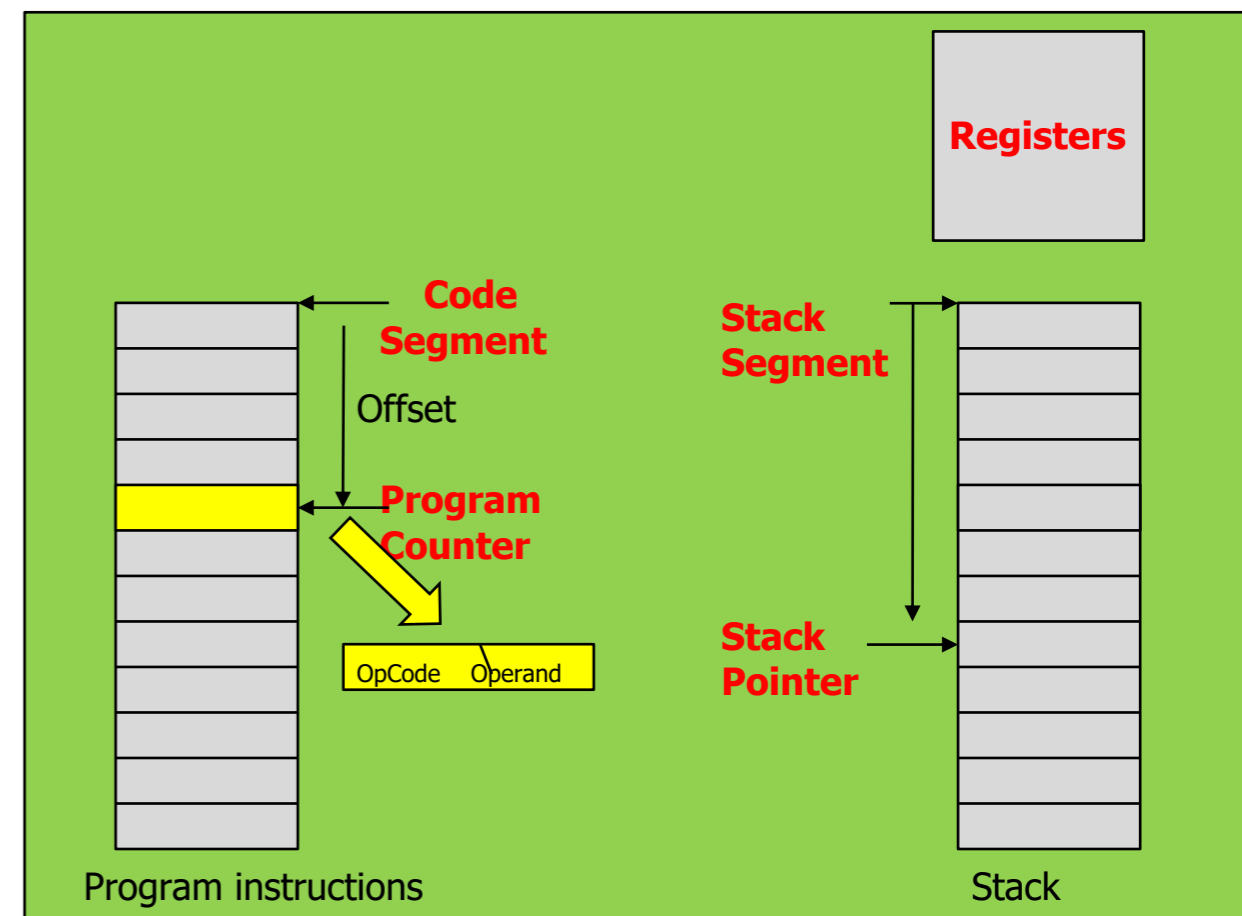 Registers
Code
Segment
Offset
Program
Counter
OpCode Operand
Program instructions
Stack
Segment
Stack
Pointer
Stack